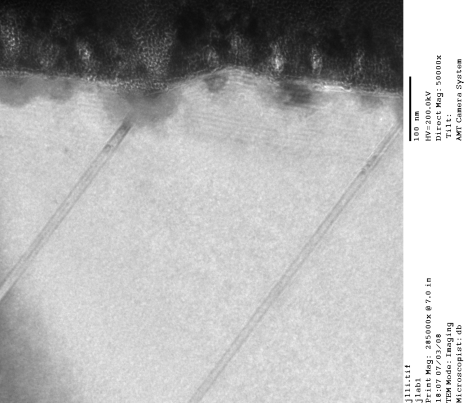 j11i.tif
j1ab1
Print Mag: 285000x @ 7.0 in
18:07 07/03/08
TEM Mode: Imaging
Microscopist: db
100 nm
HV=200.0kV
Direct Mag: 50000x
Tilt:
AMT Camera System